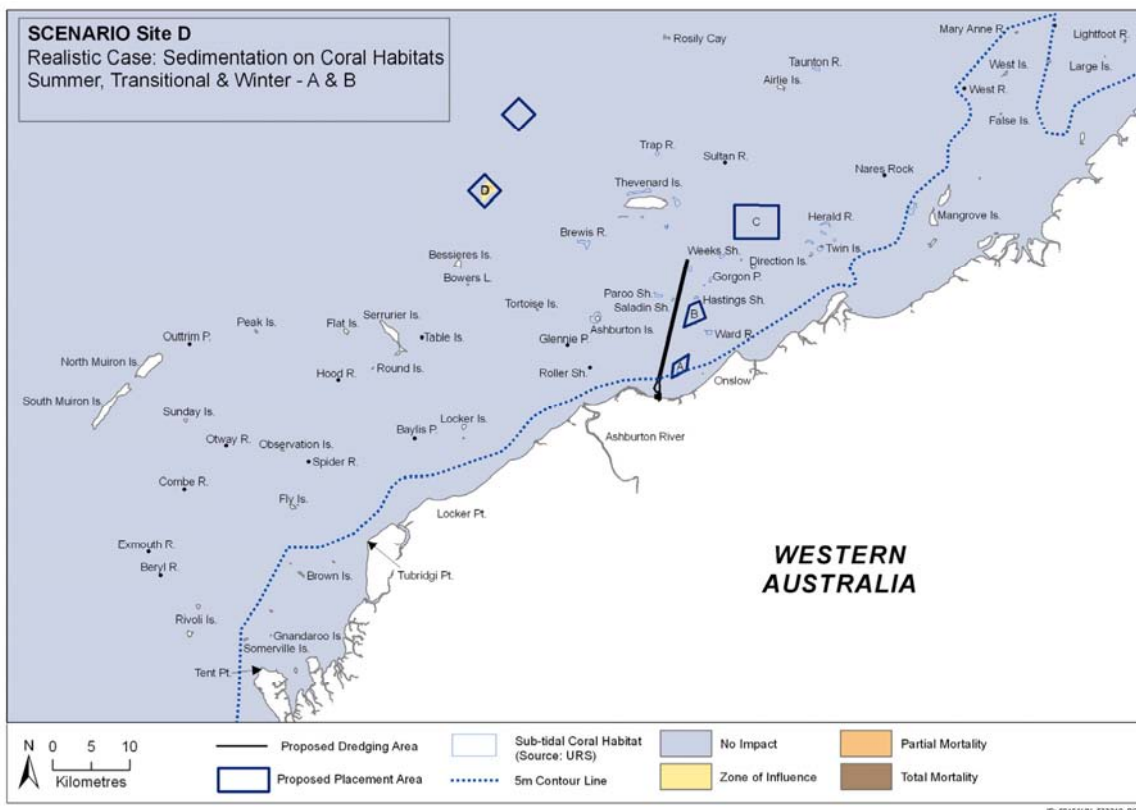 SCENARIO Site D
Realistic Case: Sedimentation on Coral Habitats
Summer, Transitional & Winter - A & B
Rosily Cay
Mary Anne R.
Lightfoot R.
Taunton R.
West Is.
Large Is.
Airlie Is.
West R.
False Is.
Trap R.
Sultan R.
Nares Rock
D
Thevenard Is.
C
Herald R.
Mangrove Is.
Brewis R.
Twin Is.
Bessieres Is.
Weeks Sh.
Direction Is.
Bowers L.
Gorgon P.
Paroo Sh.
Tortoise Is.
Saladin Sh.
Hastings Sh.
B
Serrurier Is.
Peak Is.
Flat Is.
Ashburton Is.
Outtrim P.
Table Is.
Glennie P.
Ward R.
North Muiron Is.
Round Is.
A
Hood R.
Roller Sh.
Onslow
South Muiron Is.
Sunday Is.
Locker Is.
Otway R.
Observation Is.
Baylis P.
Ashburton River
Spider R.
Combe R.
Fly Is.
Locker Pt.
Exmouth R.
WESTERN
AUSTRALIA
Beryl R.
Brown Is.
Tubridgi Pt.
Rivoli Is.
Gnandaroo Is.
Somerville Is.
Tent Pt.
N
0 5 10
Kilometres
Proposed Dredging Area
Proposed Placement Area
Sub-tidal Coral Habitat
(Source: URS)
5m Contour Line
No Impact
Zone of Influence
Partial Mortality
Total Mortality